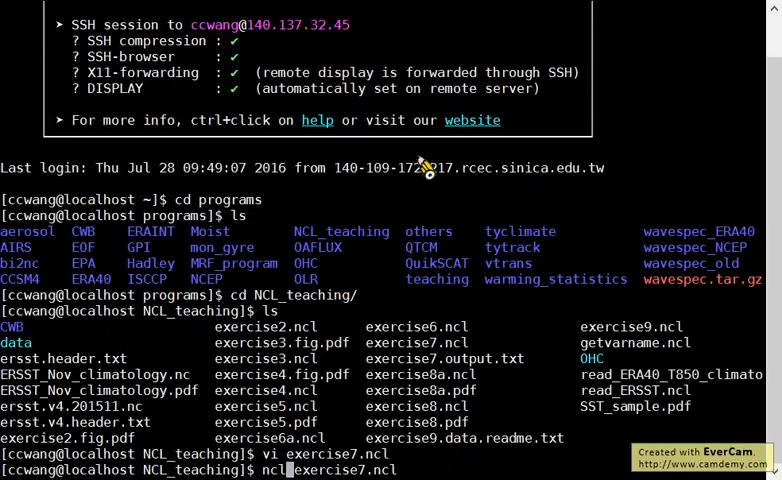 ➤ SSH session to ccwang@140.137.32.45
? SSH compression : ✔
? SSH-browser     : ✔
? X11-forwarding  : ✔  (remote display is forwarded through SSH)
? DISPLAY         : ✔  (automatically set on remote server)
➤ For more info, ctrl+click on help or visit our website
Last login: Thu Jul 28 09:49:07 2016 from 140-109-172-217.rcec.sinica.edu.tw
[ccwang@localhost ~]$ cd programs
[ccwang@localhost programs]$ ls
aerosol  CWB    ERAINT  Moist        NCL_teaching  others    tyclimate           wavespec_ERA40
AIRS     EOF    GPI     mon_gyre     OAFLUX        QTCM      tytrack             wavespec_NCEP
bi2nc    EPA    Hadley  MRF_program  OHC           QuikSCAT  vtrans              wavespec_old
CCSM4    ERA40  ISCCP   NCEP         OLR           teaching  warming_statistics  wavespec.tar.gz
[ccwang@localhost programs]$ cd NCL_teaching/
[ccwang@localhost NCL_teaching]$ ls
CWB                        exercise2.ncl      exercise6.ncl              exercise9.ncl
data                       exercise3.fig.pdf  exercise7.ncl              getvarname.ncl
ersst.header.txt           exercise3.ncl      exercise7.output.txt       OHC
ERSST_Nov_climatology.nc   exercise4.fig.pdf  exercise8a.ncl             read_ERA40_T850_climato
ERSST_Nov_climatology.pdf  exercise4.ncl      exercise8a.pdf             read_ERSST.ncl
ersst.v4.201511.nc         exercise5.ncl      exercise8.ncl              SST_sample.pdf
ersst.v4.header.txt        exercise5.pdf      exercise8.pdf
exercise2.fig.pdf          exercise6.ncl      exercise9.data.readme.txt
[ccwang@localhost NCL_teaching]$ vi exercise7.ncl
[ccwang@localhost NCL_teaching]$ ncl exercise7.ncl
Created with EverCam.
http://www.camdemy.com